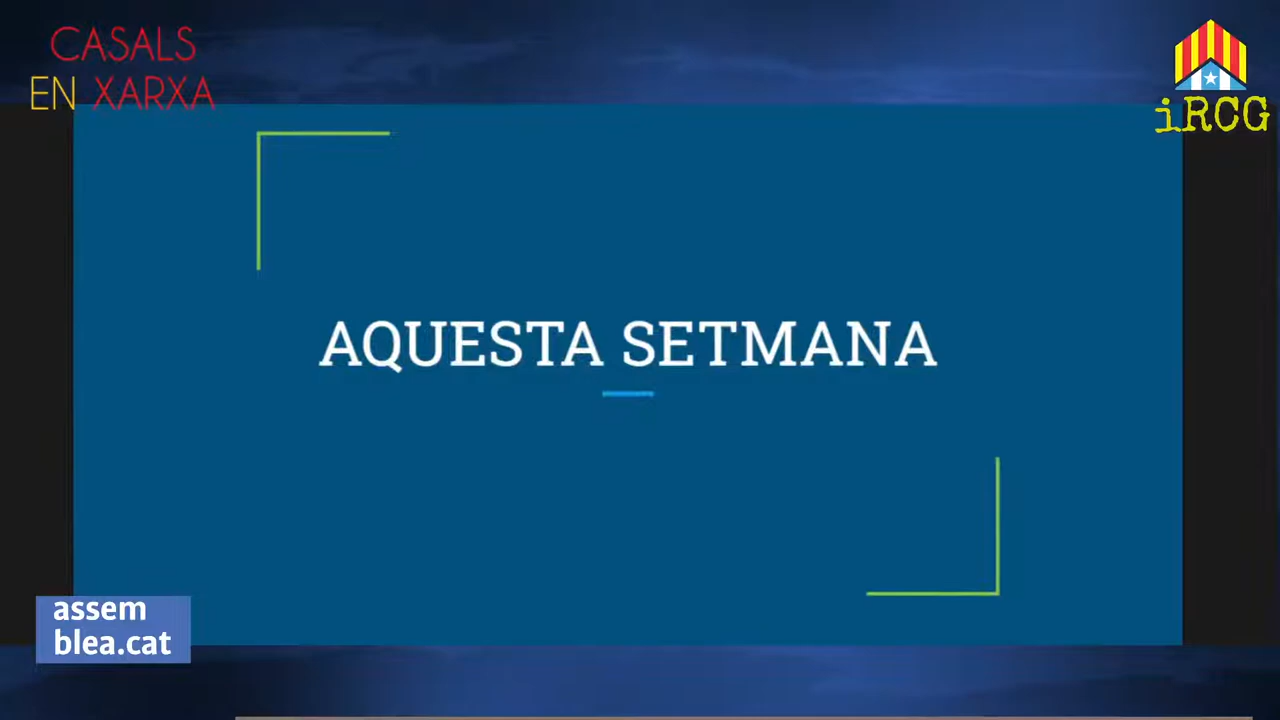 CASALS
EN XARXA
iRCG
AQUESTA SETMANA
assem
blea.cat